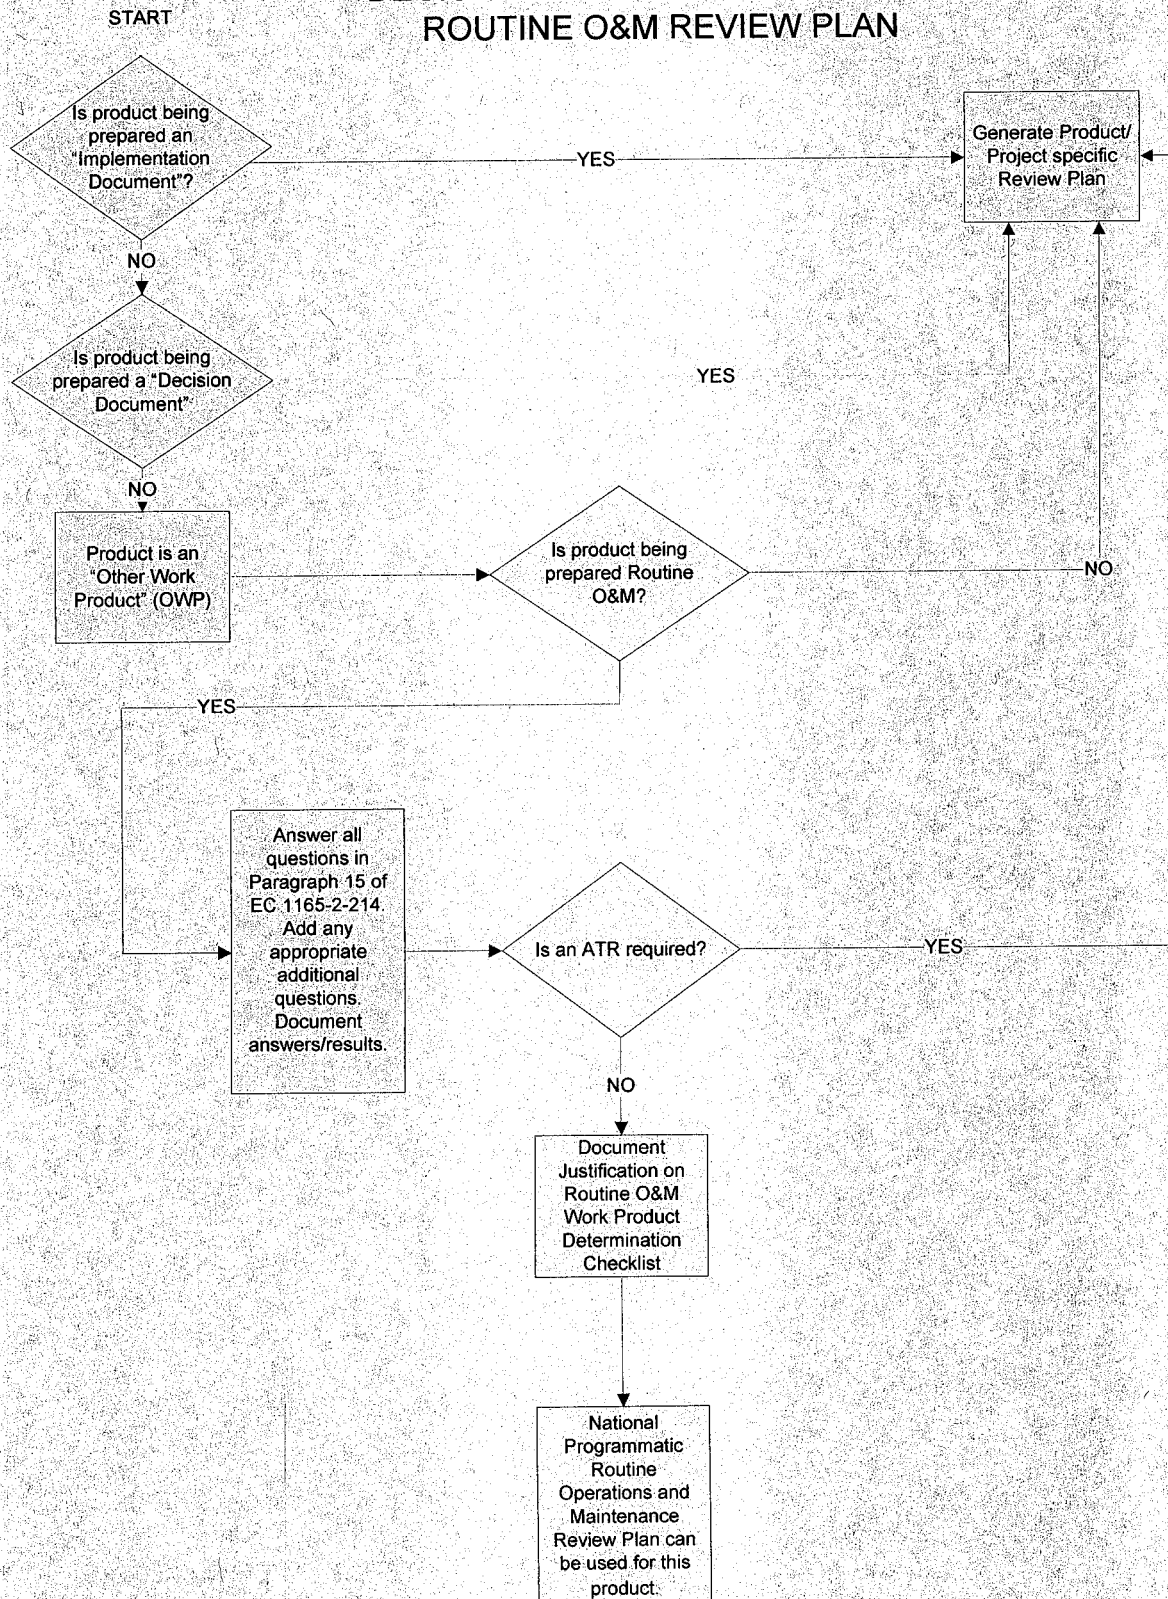 START
ROUTINE O&M REVIEW PLAN
Is product being
prepared an
"Implementation
Document"?
YES
Generate Product/
Project specific
Review Plan
NO
Is product being
prepared a "Decision
Document"
YES
NO
Product is an
"Other Work
Product" (OWP)
Is product being
prepared Routine
O&M?
NO
YES
Answer all
questions in
Paragraph 15 of
EC 1165-2-214.
Add any
appropriate
additional
questions.
Document
answers/results.
Is an ATR required?
YES
NO
Document
Justification on
Routine O&M
Work Product
Determination
Checklist
National
Programmatic
Routine
Operations and
Maintenance
Review Plan can
be used for this
product.